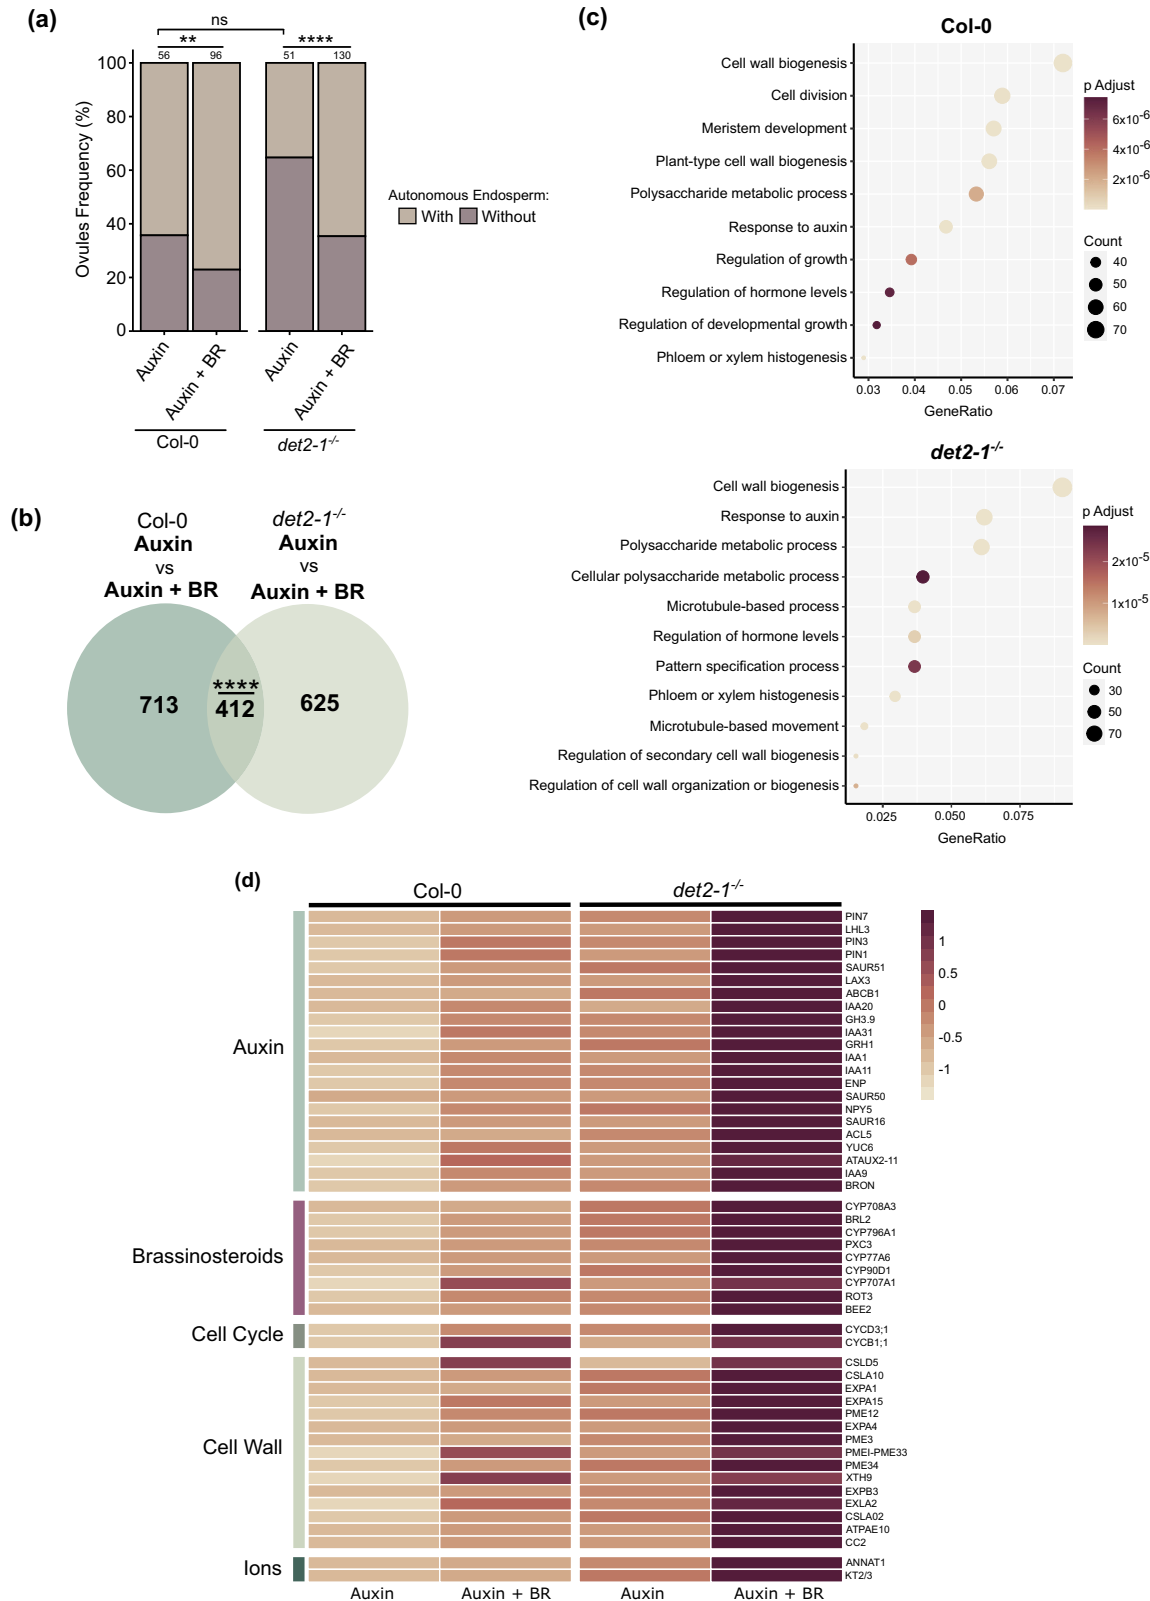 (a)
ns
**
****
56
96
51
130
Ovules Frequency (%)
100
80
60
40
20
0
Auxin
Auxin + BR
Auxin
Auxin + BR
Col-0
det2-1-/-
Autonomous Endosperm:
With
Without
(b)
Col-0
Auxin
vs
Auxin + BR
det2-1-/-
Auxin
vs
Auxin + BR
713
****
412
625
(c)
Col-0
Cell wall biogenesis
Cell division
Meristem development
Plant-type cell wall biogenesis
Polysaccharide metabolic process
Response to auxin
Regulation of growth
Regulation of hormone levels
Regulation of developmental growth
Phloem or xylem histogenesis
0.03 0.04 0.05 0.06 0.07
GeneRatio
p Adjust
6x10-6
4x10-6
2x10-6
Count
40
50
60
70
det2-1-/-
Cell wall biogenesis
Response to auxin
Polysaccharide metabolic process
Cellular polysaccharide metabolic process
Microtubule-based process
Regulation of hormone levels
Pattern specification process
Phloem or xylem histogenesis
Microtubule-based movement
Regulation of secondary cell wall biogenesis
Regulation of cell wall organization or biogenesis
0.025 0.050 0.075
GeneRatio
p Adjust
2x10-5
1x10-5
Count
30
50
70
(d)
Col-0
det2-1-/-
Auxin
PIN7
LHL3
PIN3
PIN1
SAUR51
LAX3
ABCB1
IAA20
GH3.9
IAA31
GRH1
IAA1
IAA11
ENP
SAUR50
NPY5
SAUR16
ACL5
YUC6
ATAUX2-11
IAA9
BRON
Brassinosteroids
CYP708A3
BRL2
CYP796A1
PXC3
CYP77A6
CYP90D1
CYP707A1
ROT3
BEE2
Cell Cycle
CYCD3;1
CYCB1;1
Cell Wall
CSLD5
CSLA10
EXPA1
EXPA15
PME12
EXPA4
PME3
PMEI-PME33
PME34
XTH9
EXPB3
EXLA2
CSLA02
ATPAE10
CC2
Ions
ANNAT1
KT2/3
Auxin
Auxin + BR
Auxin
Auxin + BR
1
0.5
0
-0.5
-1